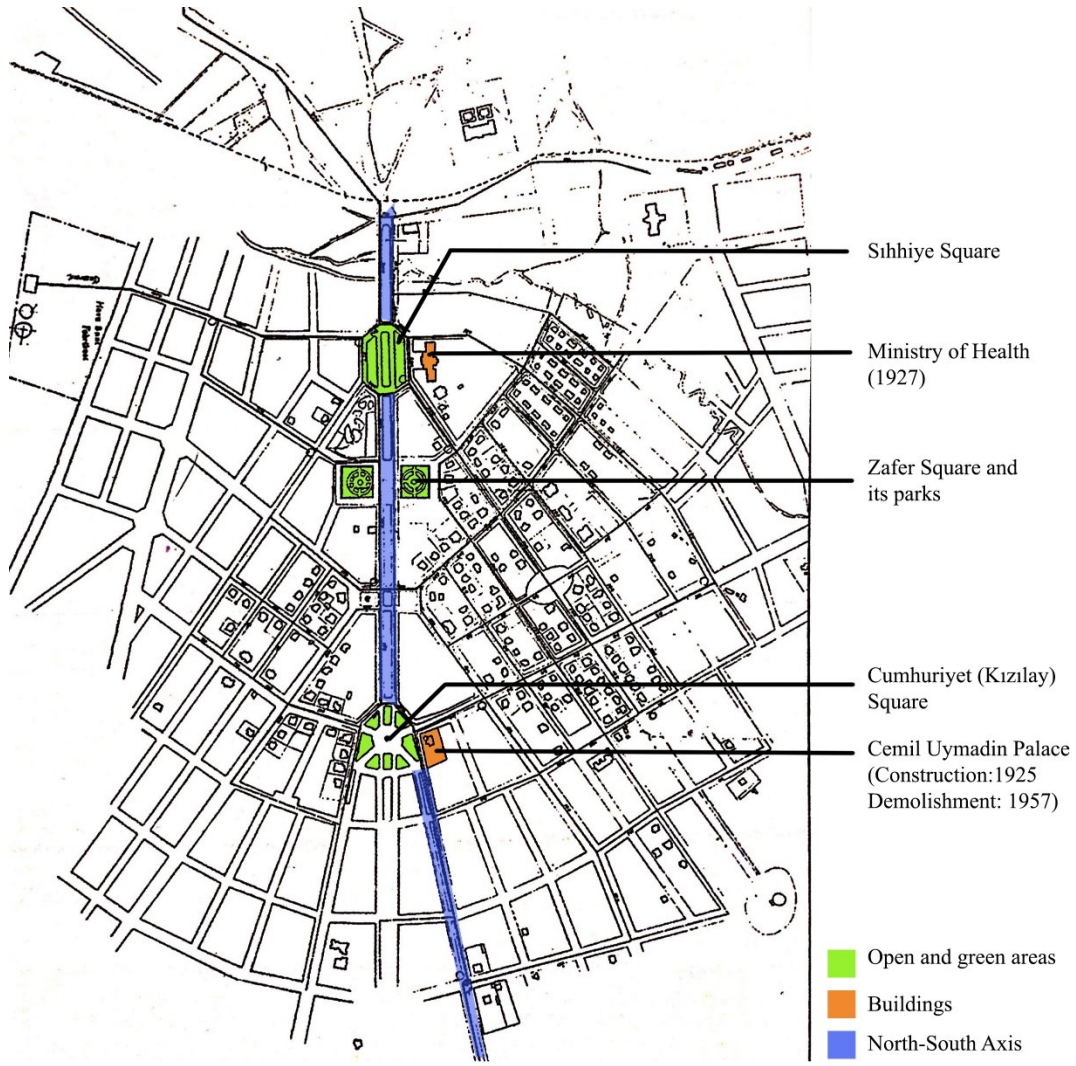 Sıhhiye Square
Ministry of Health
(1927)
Zafer Square and
its parks
Cumhuriyet (Kızılay)
Square
Cemil Uymadin Palace
(Construction:1925
Demolishment: 1957)
Open and green areas
Buildings
North-South Axis